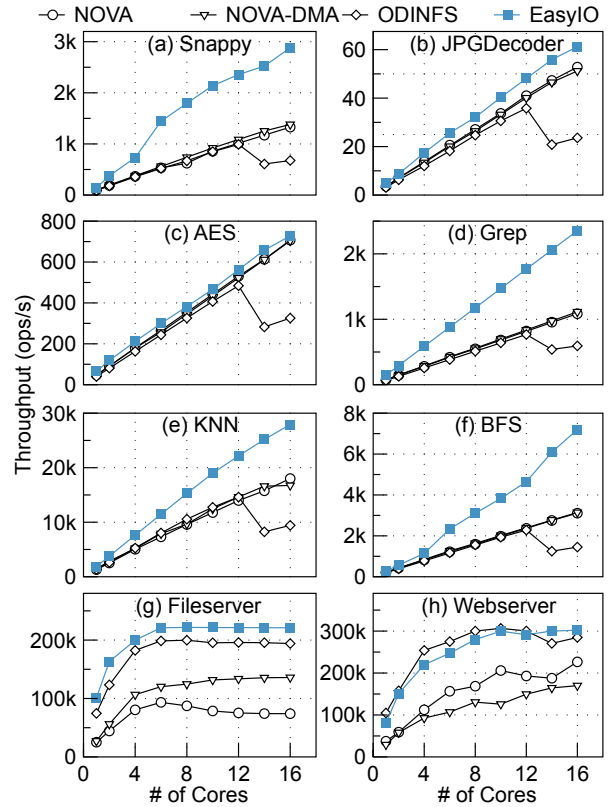 NOVA NOVA-DMA ODINFS EasyIO
(a) Snappy
3k
2k
1k
0
(b) JPGDecoder
60
40
20
0
(c) AES
800
600
400
200
0
(d) Grep
2k
1k
0
(e) KNN
30k
20k
10k
0
(f) BFS
8k
6k
4k
2k
0
(g) Fileserver
200k
100k
0
(h) Webserver
300k
200k
100k
0
Throughput (ops/s)
0 4 8 12 16
0 4 8 12 16
# of Cores
# of Cores